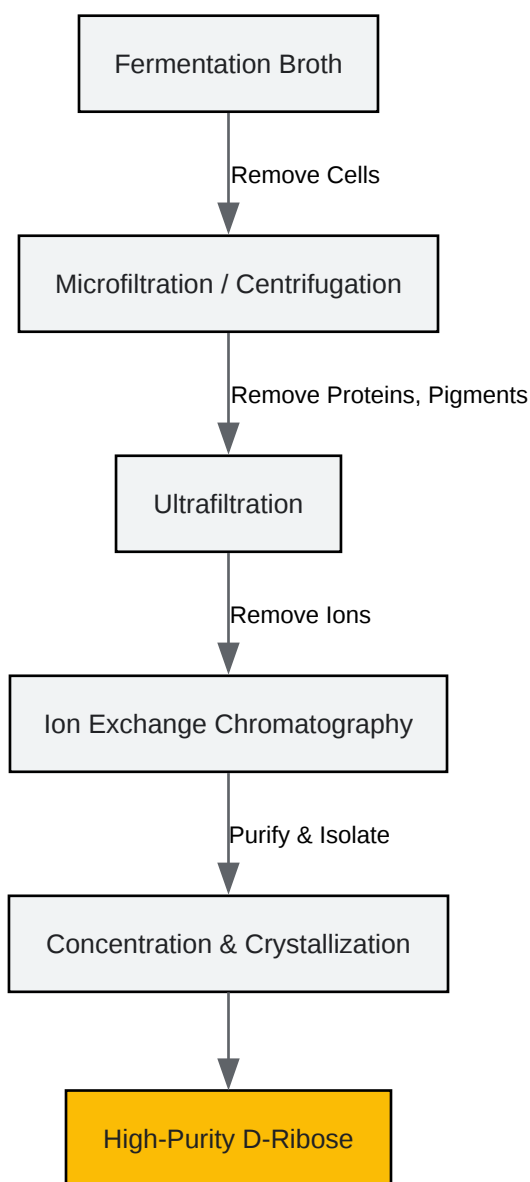 Fermentation Broth
Remove Cells
Microfiltration / Centrifugation
Remove Proteins, Pigments
Ultrafiltration
Remove Ions
Ion Exchange Chromatography
Purify & Isolate
Concentration & Crystallization
High-Purity D-Ribose